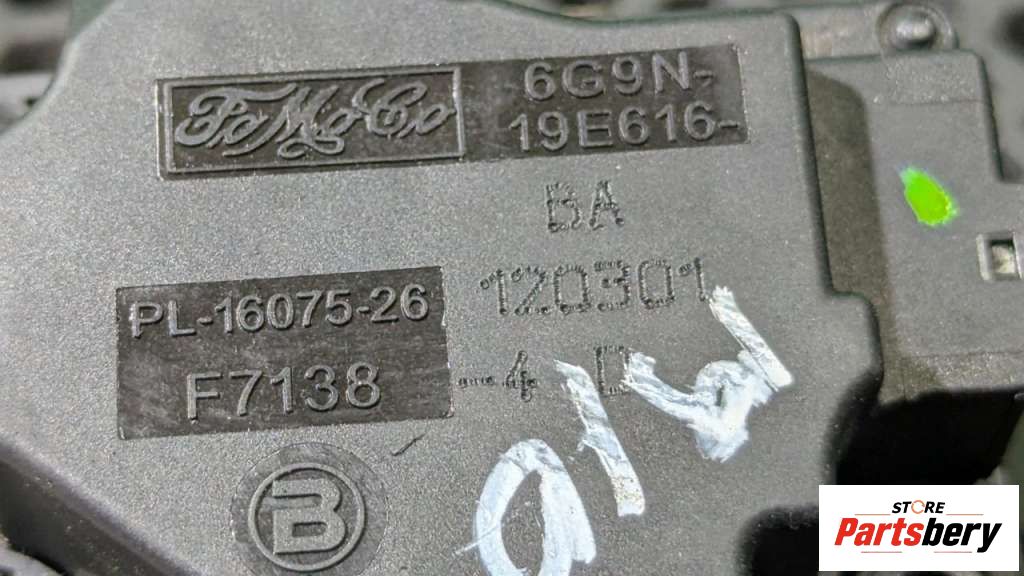 FoMoCo
6G9N-
19E616-
BA
120301
PL-16075-26
F7138
-4 D
B
STORE
Partsbery